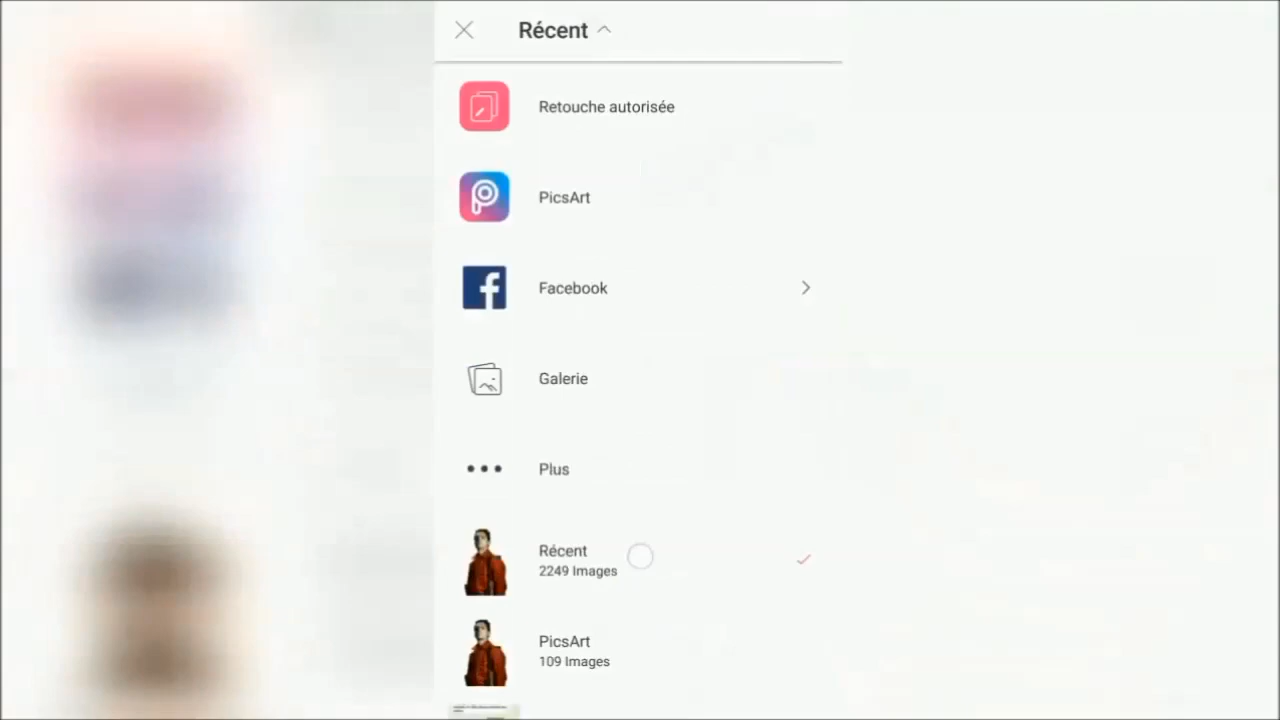 Récent
Retouche autorisée
PicsArt
Facebook
Galerie
Plus
Récent
2249 Images
PicsArt
109 Images